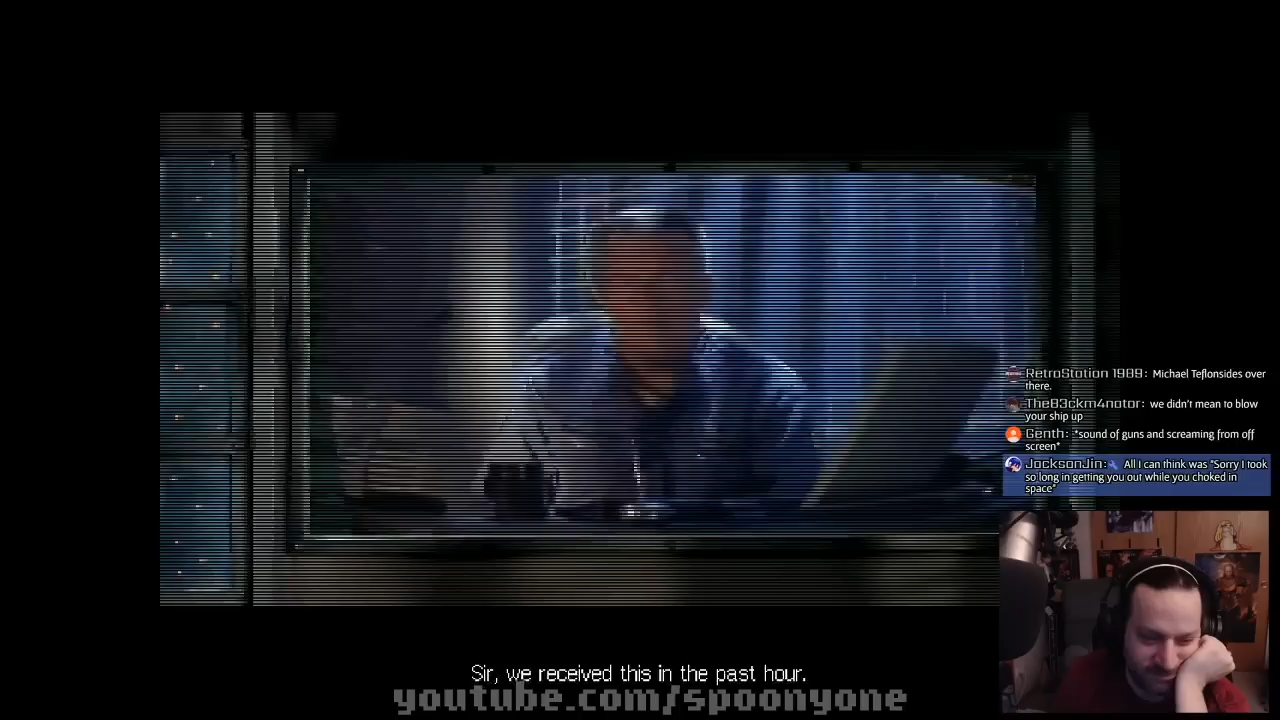 RetroStation 1989: Michael Teflonsides over
there.
TheB3ckm4notor: we didn't mean to blow
your ship up
Genth: *sound of guns and screaming from off
screen*
JocksonJin: All I can think was "Sorry I took
so long in getting you out while you choked in
space"
Sir, we received this in the past hour.
youtube.com/spoonyone